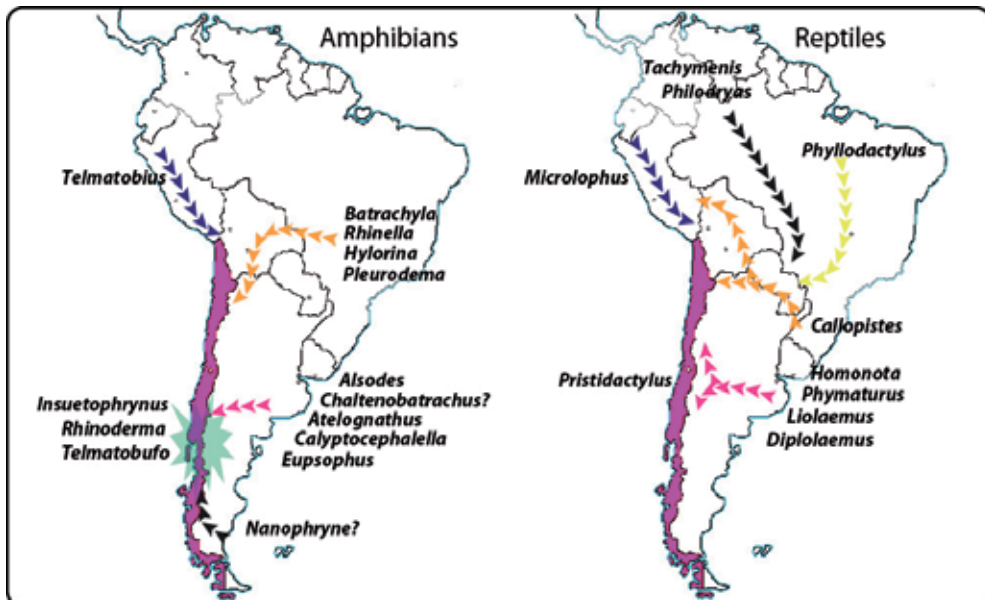 Amphibians
Telmatobius
Batrachyla
Rhinella
Hylorina
Pleurodema
Alsodes
Chaltenobatrachus?
Atelognathus
Calyptocephalella
Eupsophus
Insuetophrynus
Rhinoderma
Telmatobufo
Nanophryne?
Reptiles
Tachymenis
Philodryas
Phyllodactylus
Microlophus
Callopistes
Pristidactylus
Homonota
Phymaturus
Liolaemus
Diplolaemus